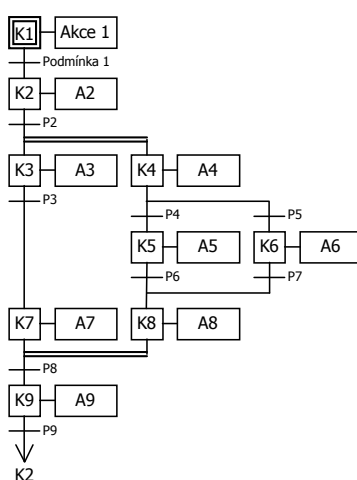 K1 Akce 1
Podmínka 1
K2 A2
P2
K3 A3 K4 A4
P3
P4 P5
K5 A5 K6 A6
P6 P7
K7 A7 K8 A8
P8
K9 A9
P9
K2